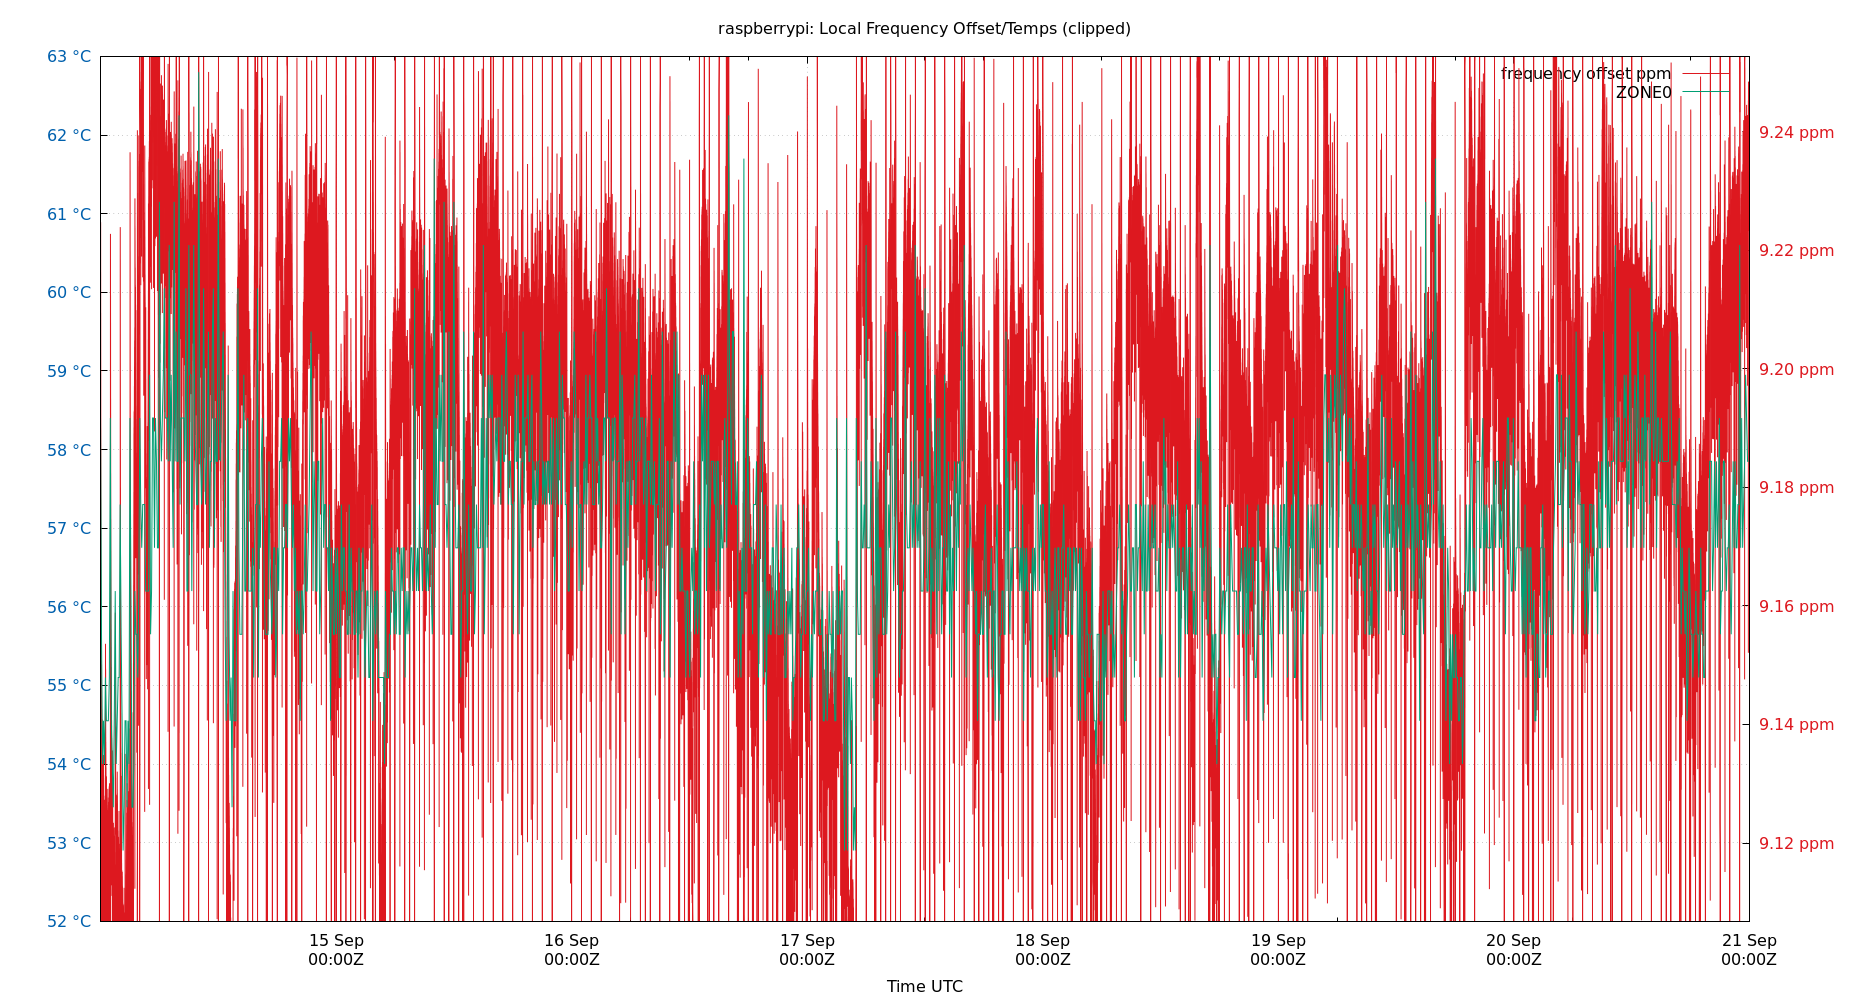 raspberrypi: Local Frequency Offset/Temps (clipped)
63 °C
62 °C
61 °C
60 °C
59 °C
58 °C
57 °C
56 °C
55 °C
54 °C
53 °C
52 °C
frequency offset ppm
ZONE0
9.24 ppm
9.22 ppm
9.20 ppm
9.18 ppm
9.16 ppm
9.14 ppm
9.12 ppm
15 Sep 16 Sep 17 Sep 18 Sep 19 Sep 20 Sep 21 Sep
00:00Z 00:00Z 00:00Z 00:00Z 00:00Z 00:00Z 00:00Z
Time UTC